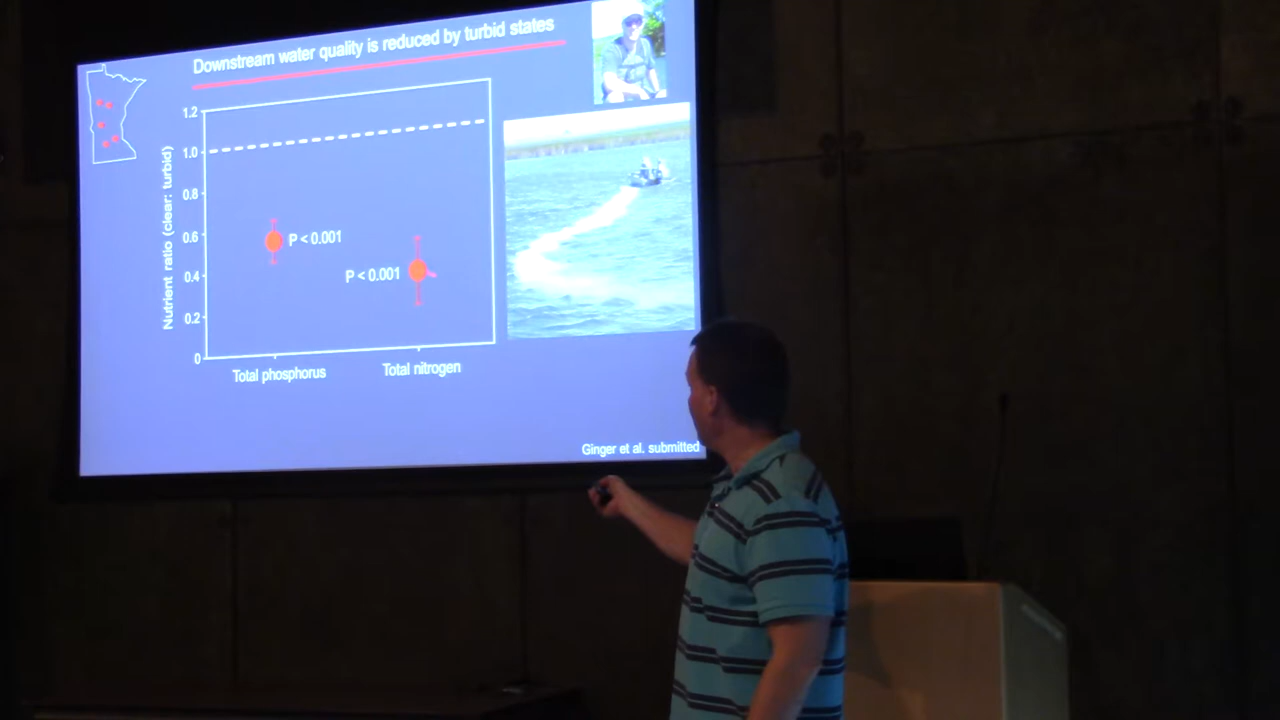 Downstream water quality is reduced by turbid states
1.2
1.0
0.8
0.6
0.4
0.2
0
Nutrient ratio (clear: turbid)
P < 0.001
P < 0.001
Total phosphorus
Total nitrogen
Ginger et al. submitted